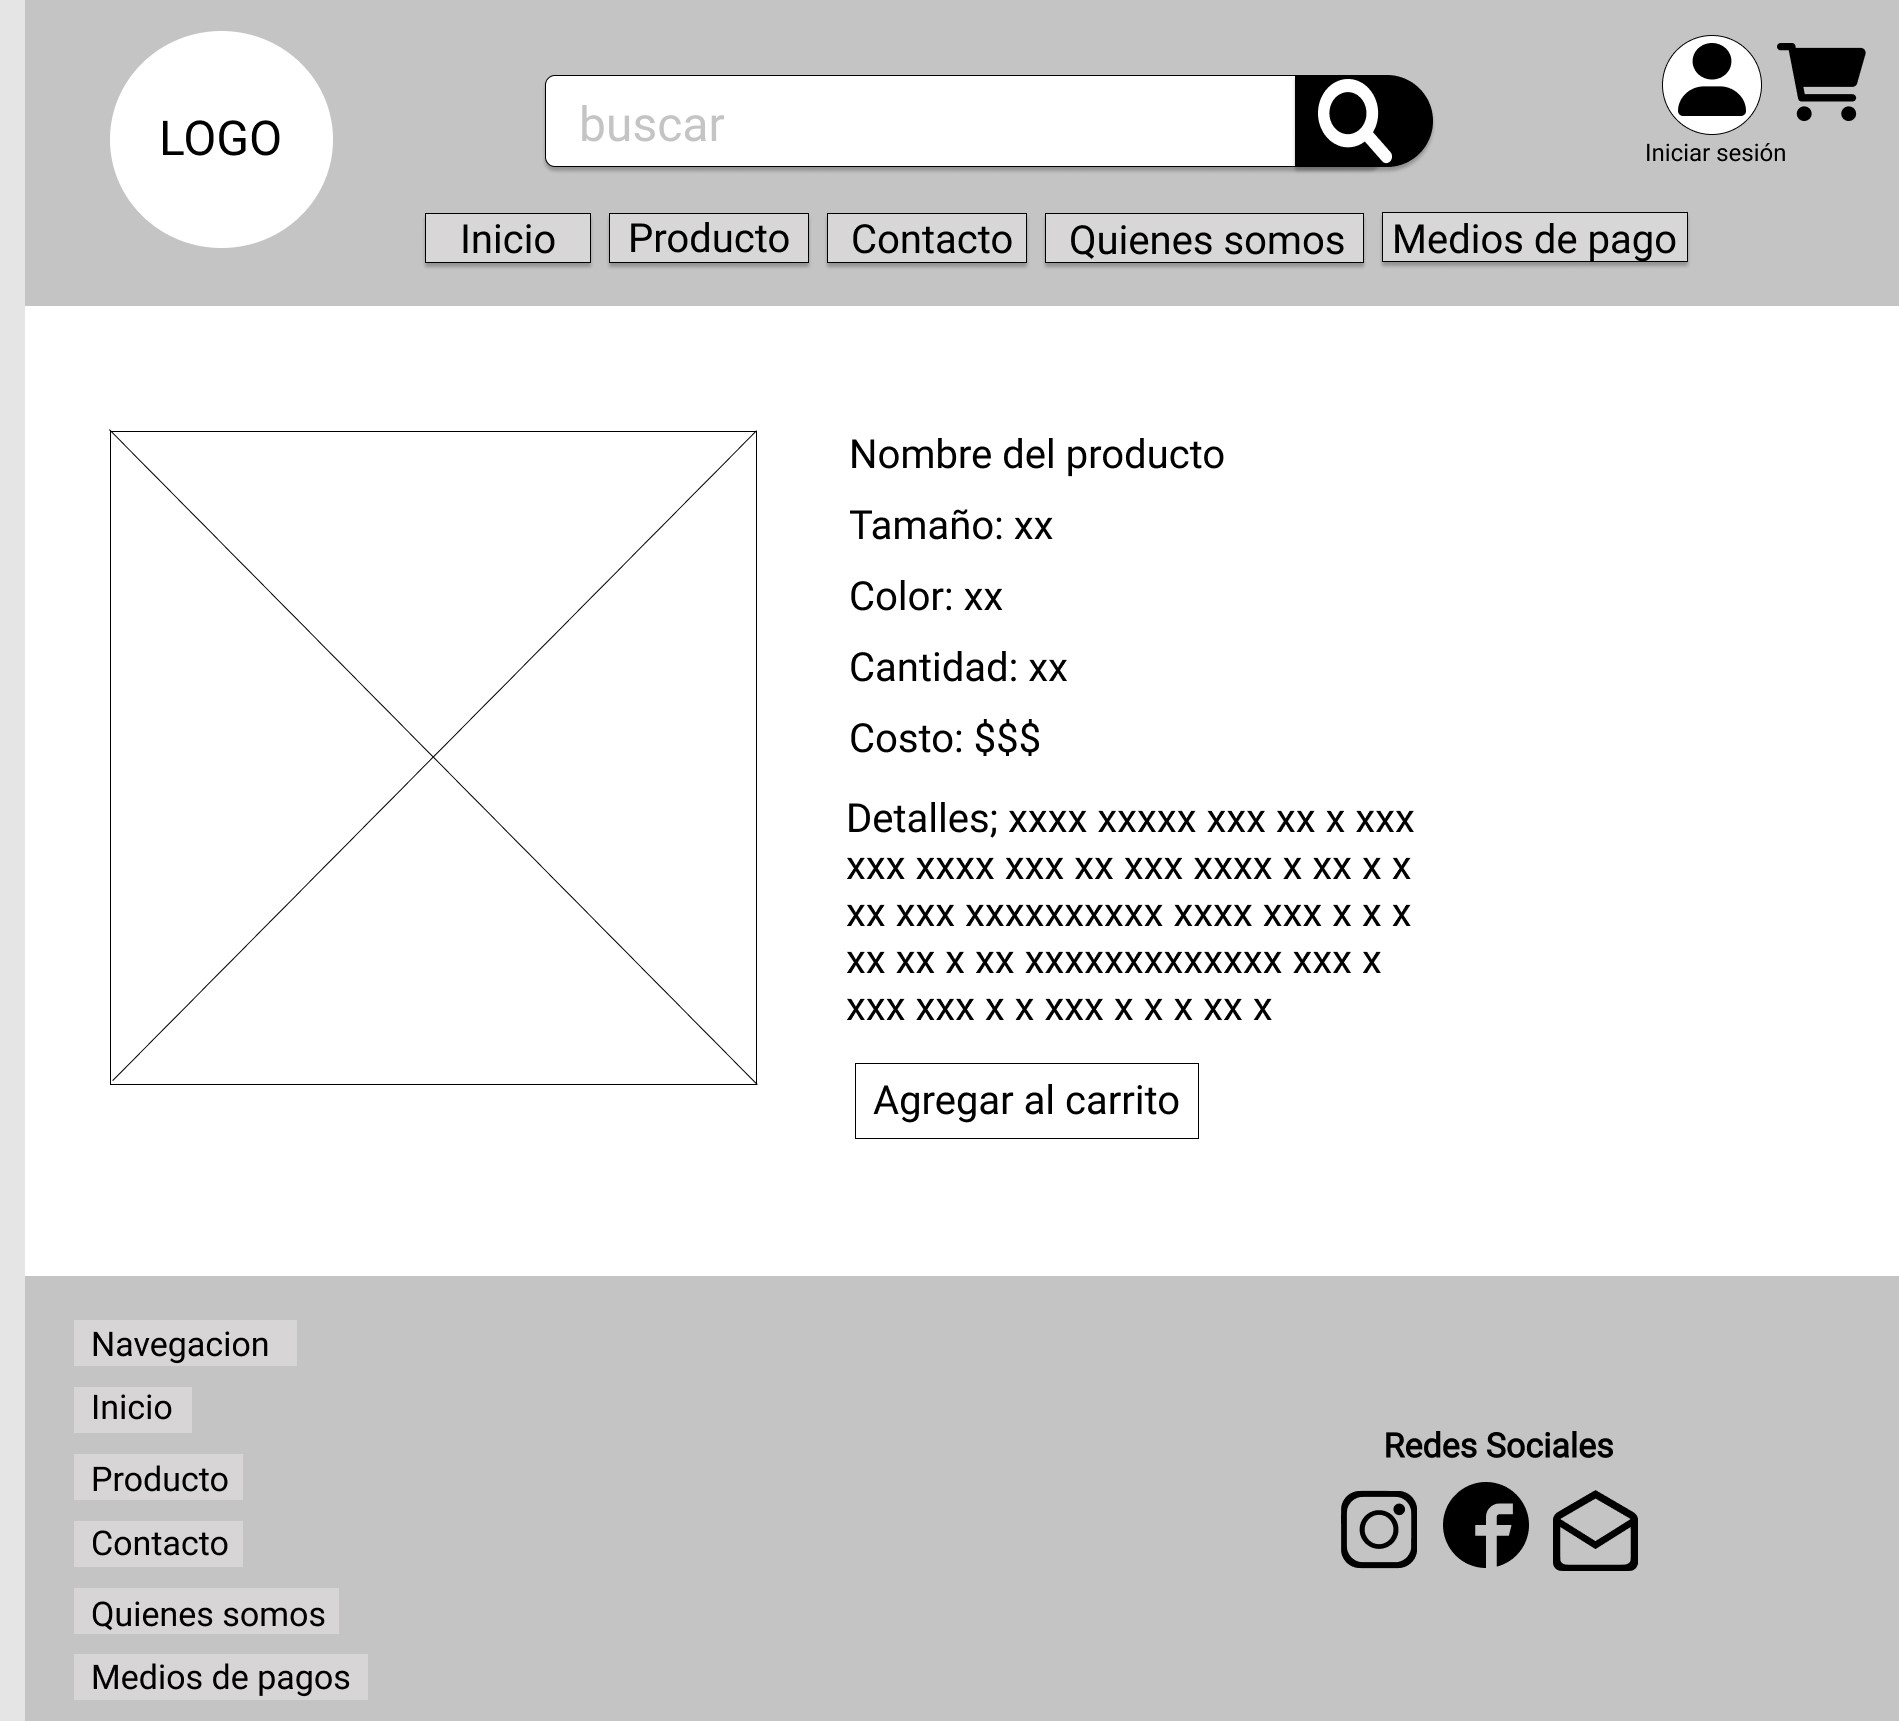 LOGO
buscar
Iniciar sesión
Inicio
Producto
Contacto
Quienes somos
Medios de pago
Nombre del producto
Tamaño: xx
Color: xx
Cantidad: xx
Costo: $$$
Detalles; xxxx xxxxx xxx xx x xxx
xxx xxxx xxx xx xxx xxxx x xx x x
xx xxx xxxxxxxxxx xxxx xxx x x x
xx xx x xx xxxxxxxxxxxxx xxx x
xxx xxx x x xxx x x x xx x
Agregar al carrito
Navegacion
Inicio
Producto
Contacto
Quienes somos
Medios de pagos
Redes Sociales